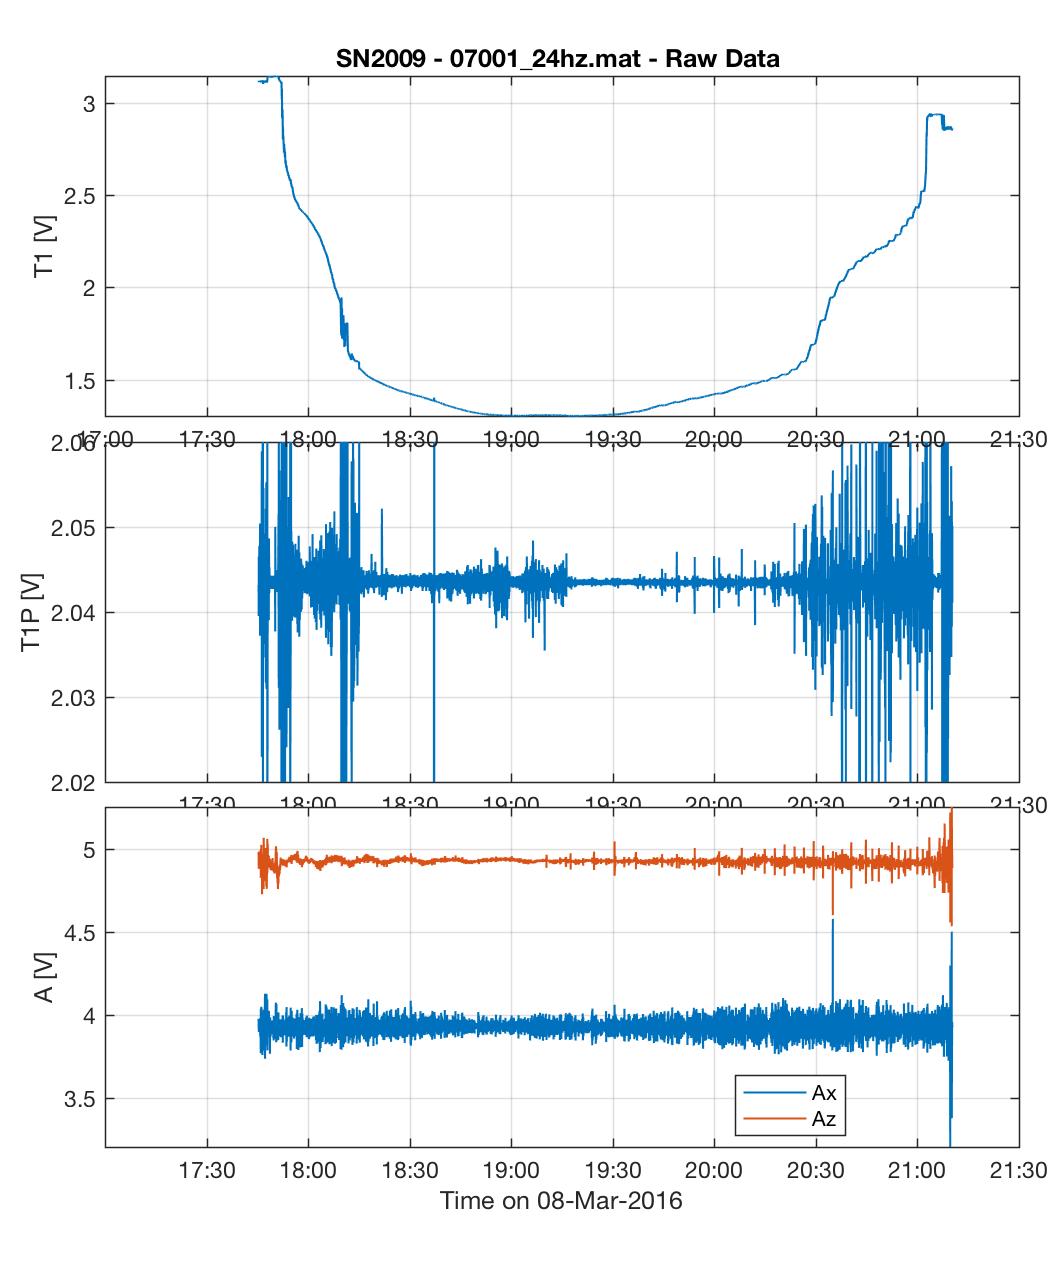 SN2009 - 07001_24hz.mat - Raw Data
T1 [V]
3
2.5
2
1.5
17:00 17:30 18:00 18:30 19:00 19:30 20:00 20:30 21:00 21:30
T1P [V]
2.06
2.05
2.04
2.03
2.02
17:30 18:00 18:30 19:00 19:30 20:00 20:30 21:00 21:30
A [V]
5
4.5
4
3.5
Ax
Az
17:30 18:00 18:30 19:00 19:30 20:00 20:30 21:00 21:30
Time on 08-Mar-2016